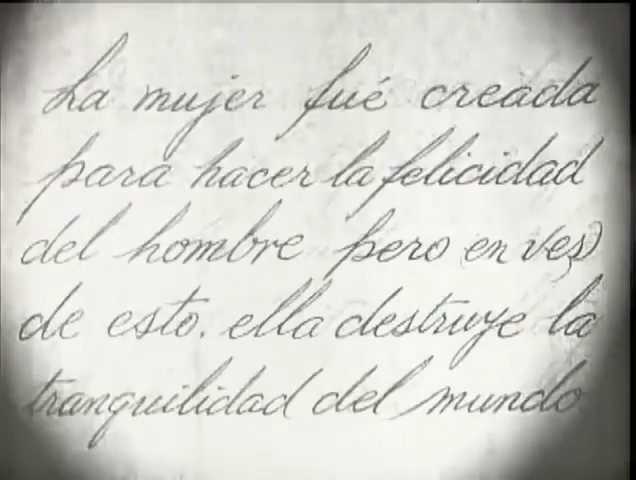 La mujer fué creada
para hacer la felicidad
del hombre pero en ves
de esto. ella destruye la
tranquilidad del mundo